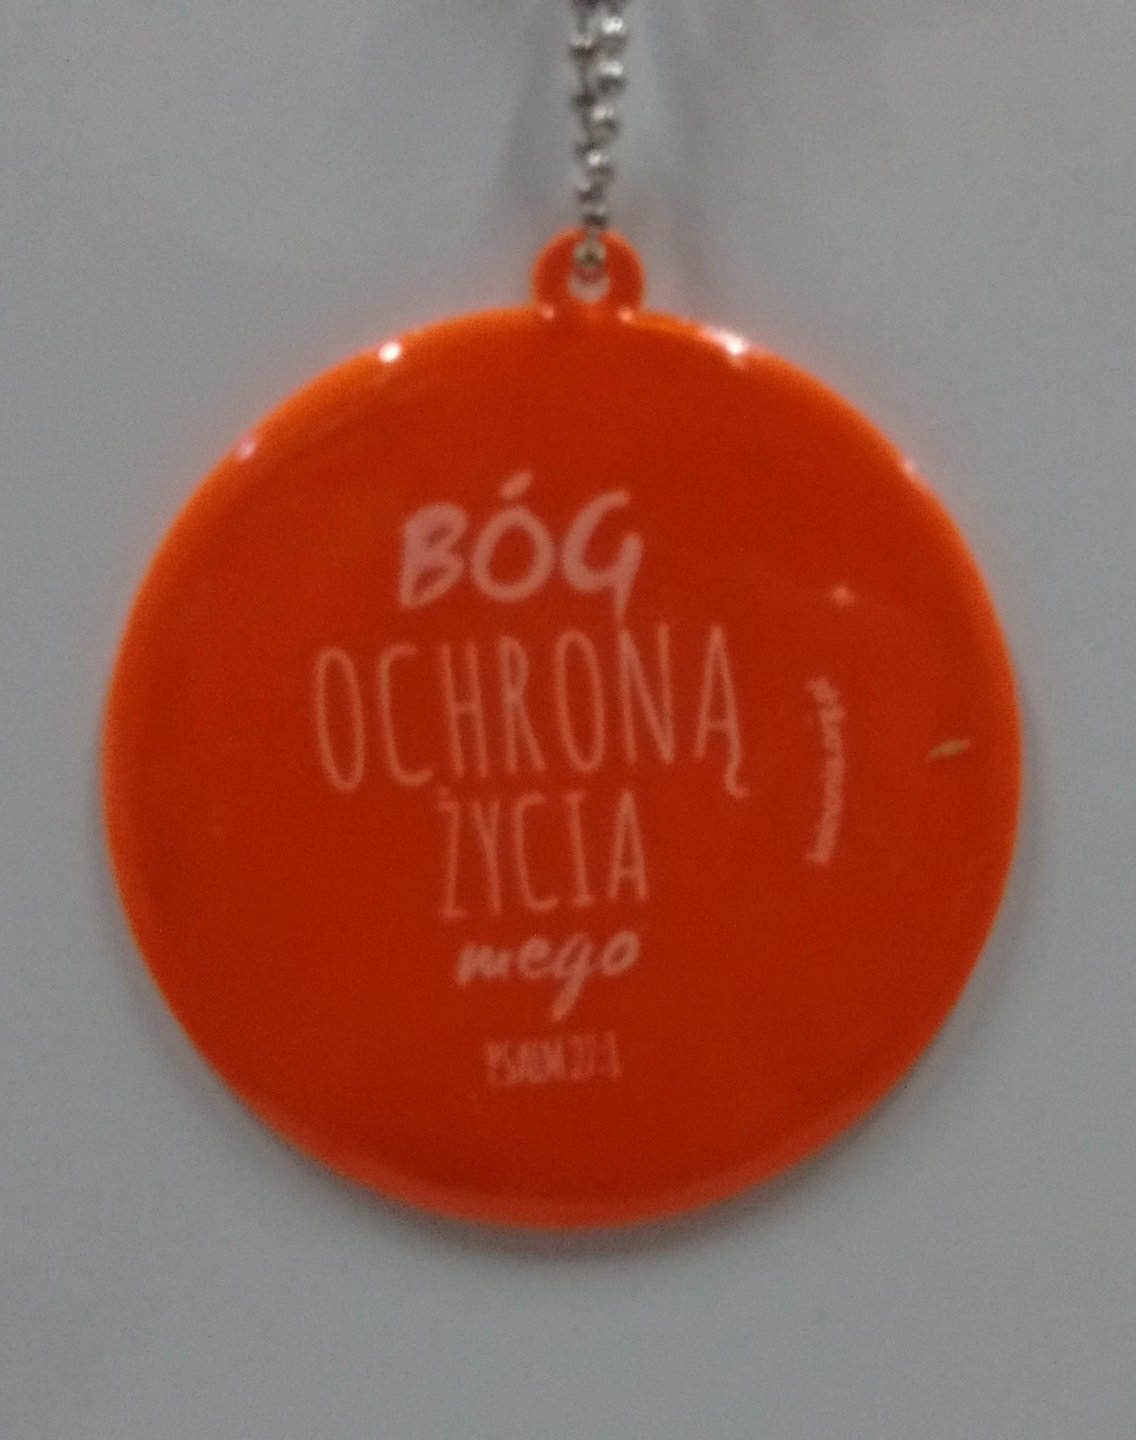 BÓG
OCHRONĄ
ŻYCIA
mego
PSALM 27:1